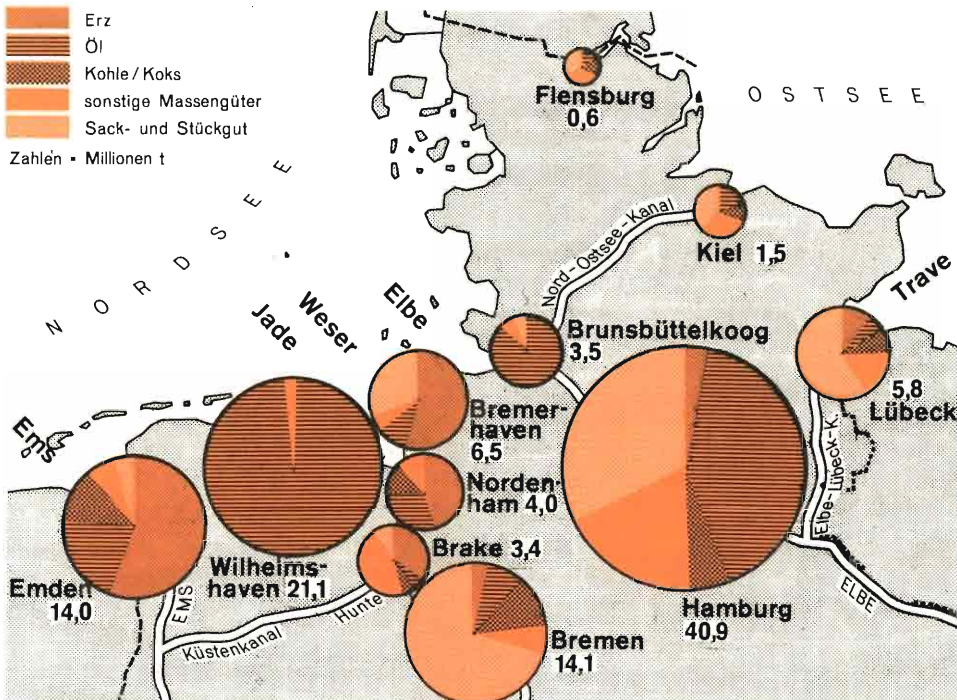 Erz
Öl
Kohle/Koks
sonstige Massengüter
Sack- und Stückgut
Zahlen = Millionen t
NORDSEE
OSTSEE
Flensburg
0,6
Kiel 1,5
Nord-Ostsee-Kanal
Trave
Elbe
Weser
Jade
Ems
Brunsbüttelkoog
3,5
5,8
Lübeck
Bremer-
haven
6,5
Norden-
ham 4,0
Elbe-Lübeck-K.
Brake 3,4
Wilhelms-
haven 21,1
Emden
14,0
EMS
Küstenkanal
Hunte
Bremen
14,1
Hamburg
40,9
ELBE